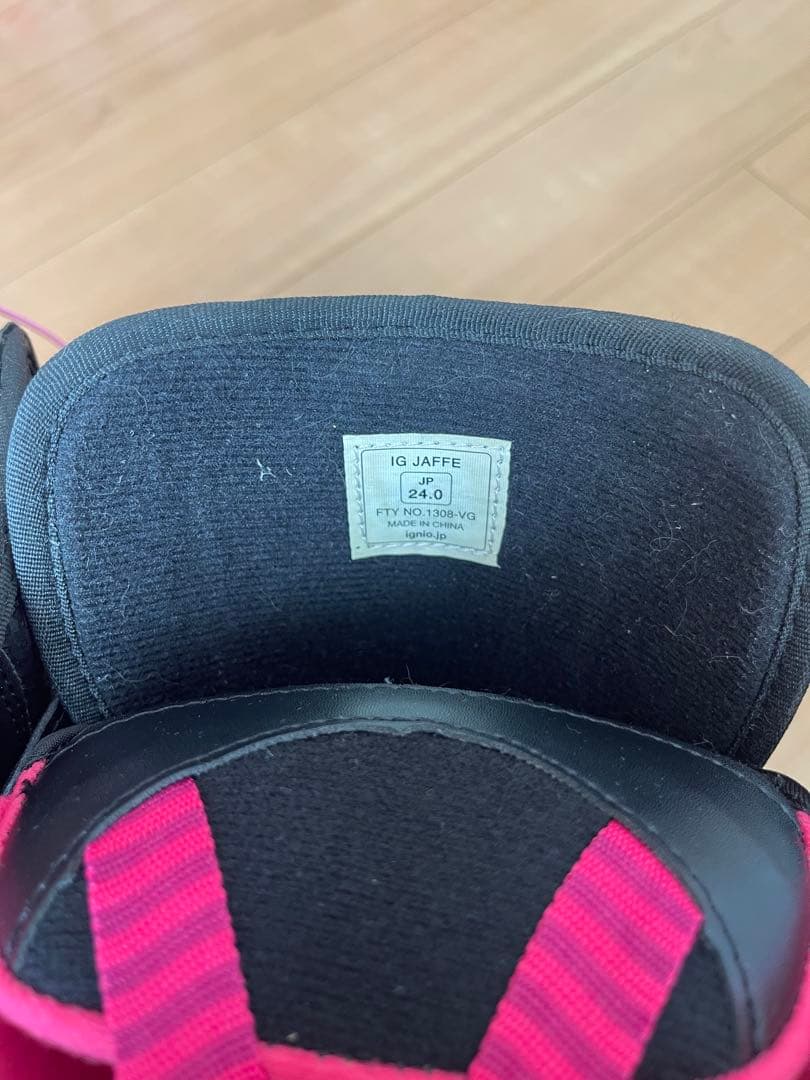 IG JAFFE
JP
24.0
FTY NO.1308-VG
MADE IN CHINA
ignio.jp